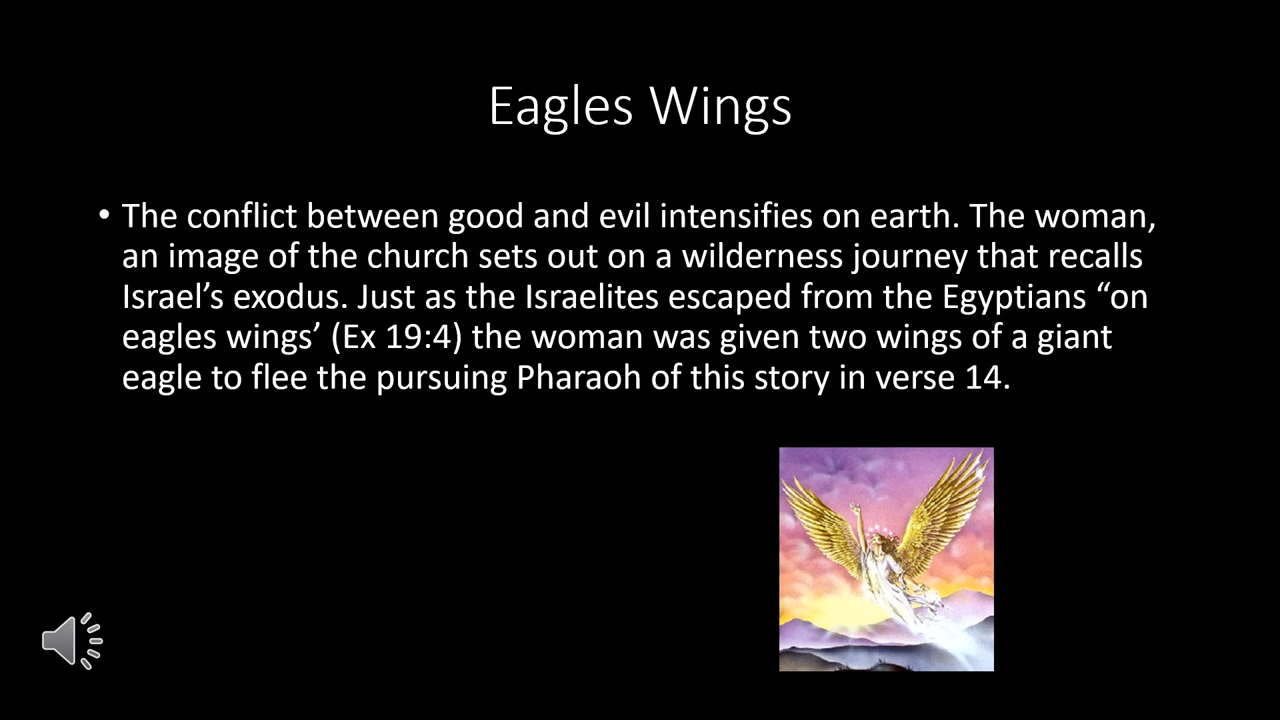 Eagles Wings
• The conflict between good and evil intensifies on earth. The woman,
an image of the church sets out on a wilderness journey that recalls
Israel’s exodus. Just as the Israelites escaped from the Egyptians “on
eagles wings’ (Ex 19:4) the woman was given two wings of a giant
eagle to flee the pursuing Pharaoh of this story in verse 14.